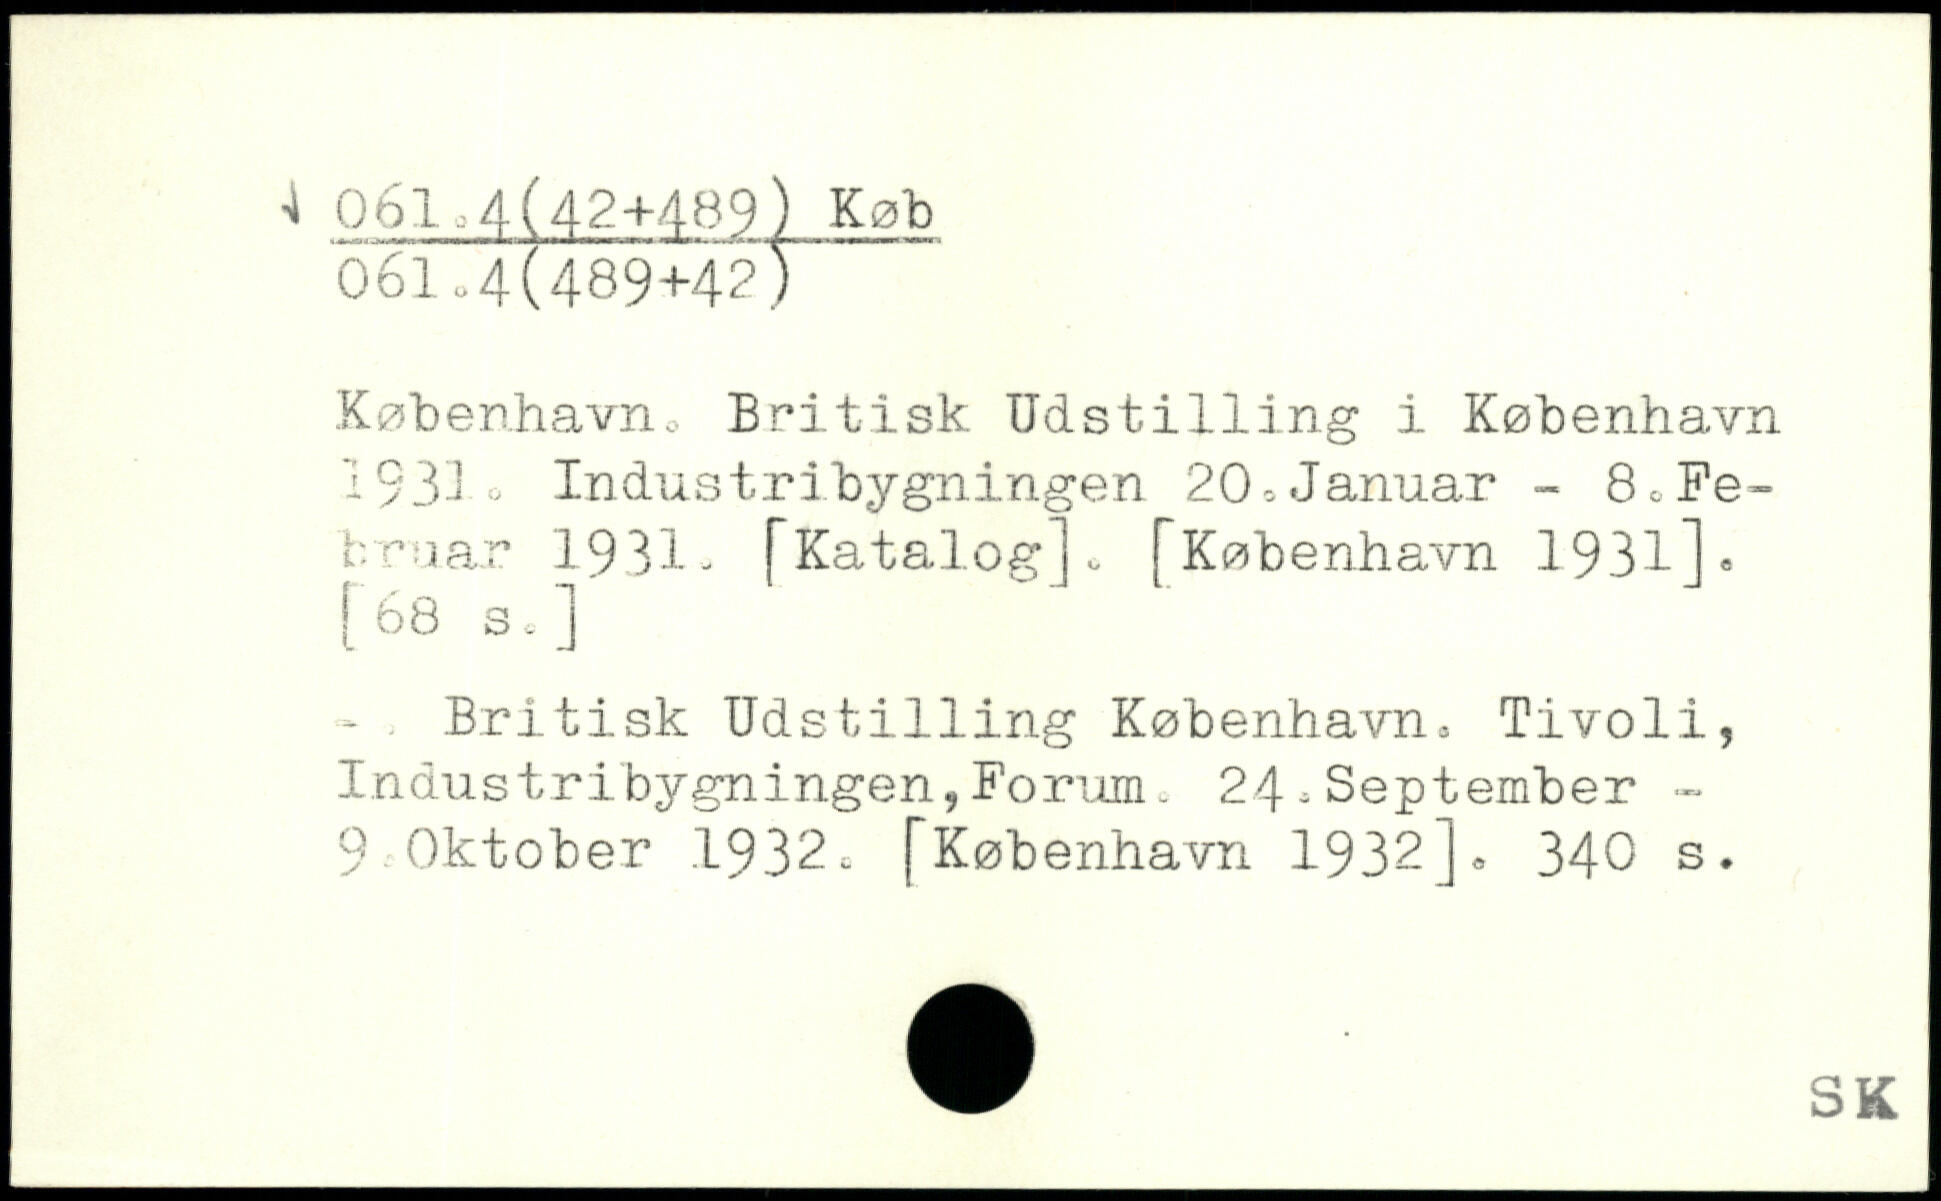 061.4(42+489) Køb
061.4(489+42)
København. Britisk Udstilling i København
1931. Industribygningen 20.Januar - 8.Fe-
bruar 1931. [Katalog]. [København 1931].
[68 s.]
-. Britisk Udstilling København. Tivoli,
Industribygningen,Forum. 24.September -
9.Oktober 1932. [København 1932]. 340 s.
SK